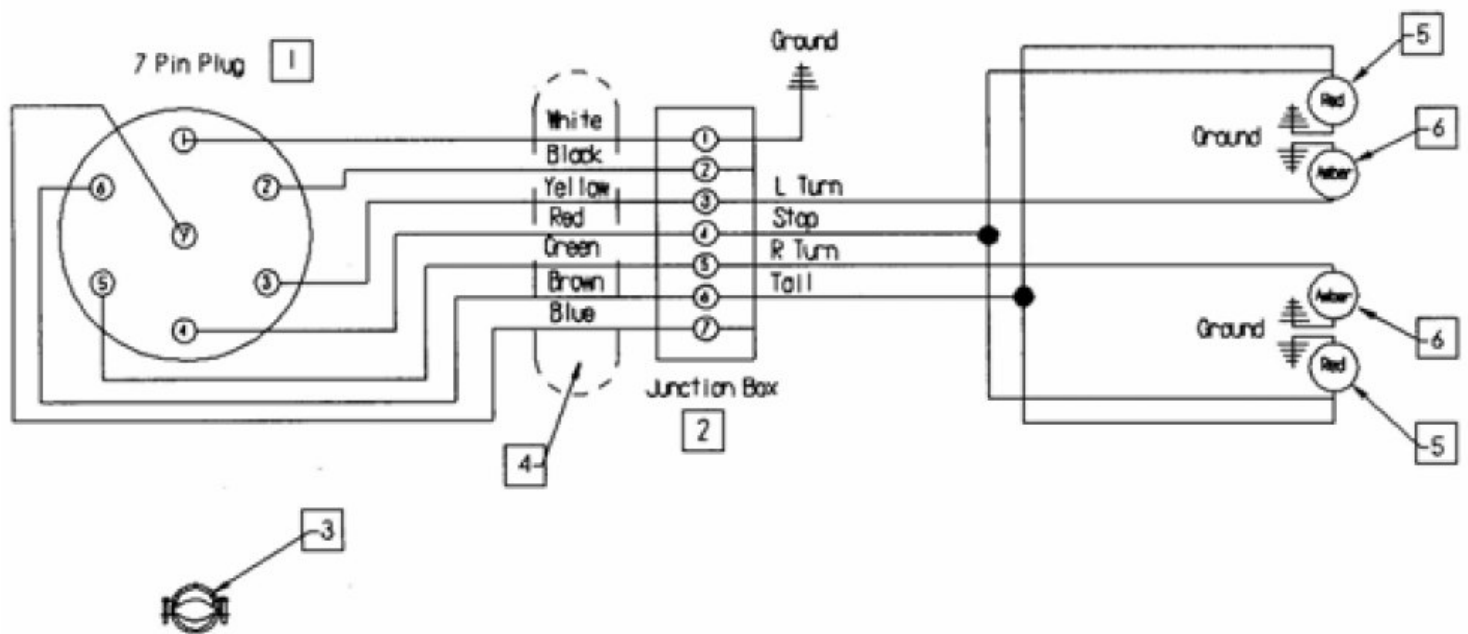 7 Pin Plug
1
1
2
3
4
5
6
7
White
Black
Yellow
Red
Green
Brown
Blue
4
Ground
1
2
3
4
5
6
7
Junction Box
2
L Turn
Stop
R Turn
Tail
Ground
Red
Amber
5
6
Ground
Amber
Red
6
5
3